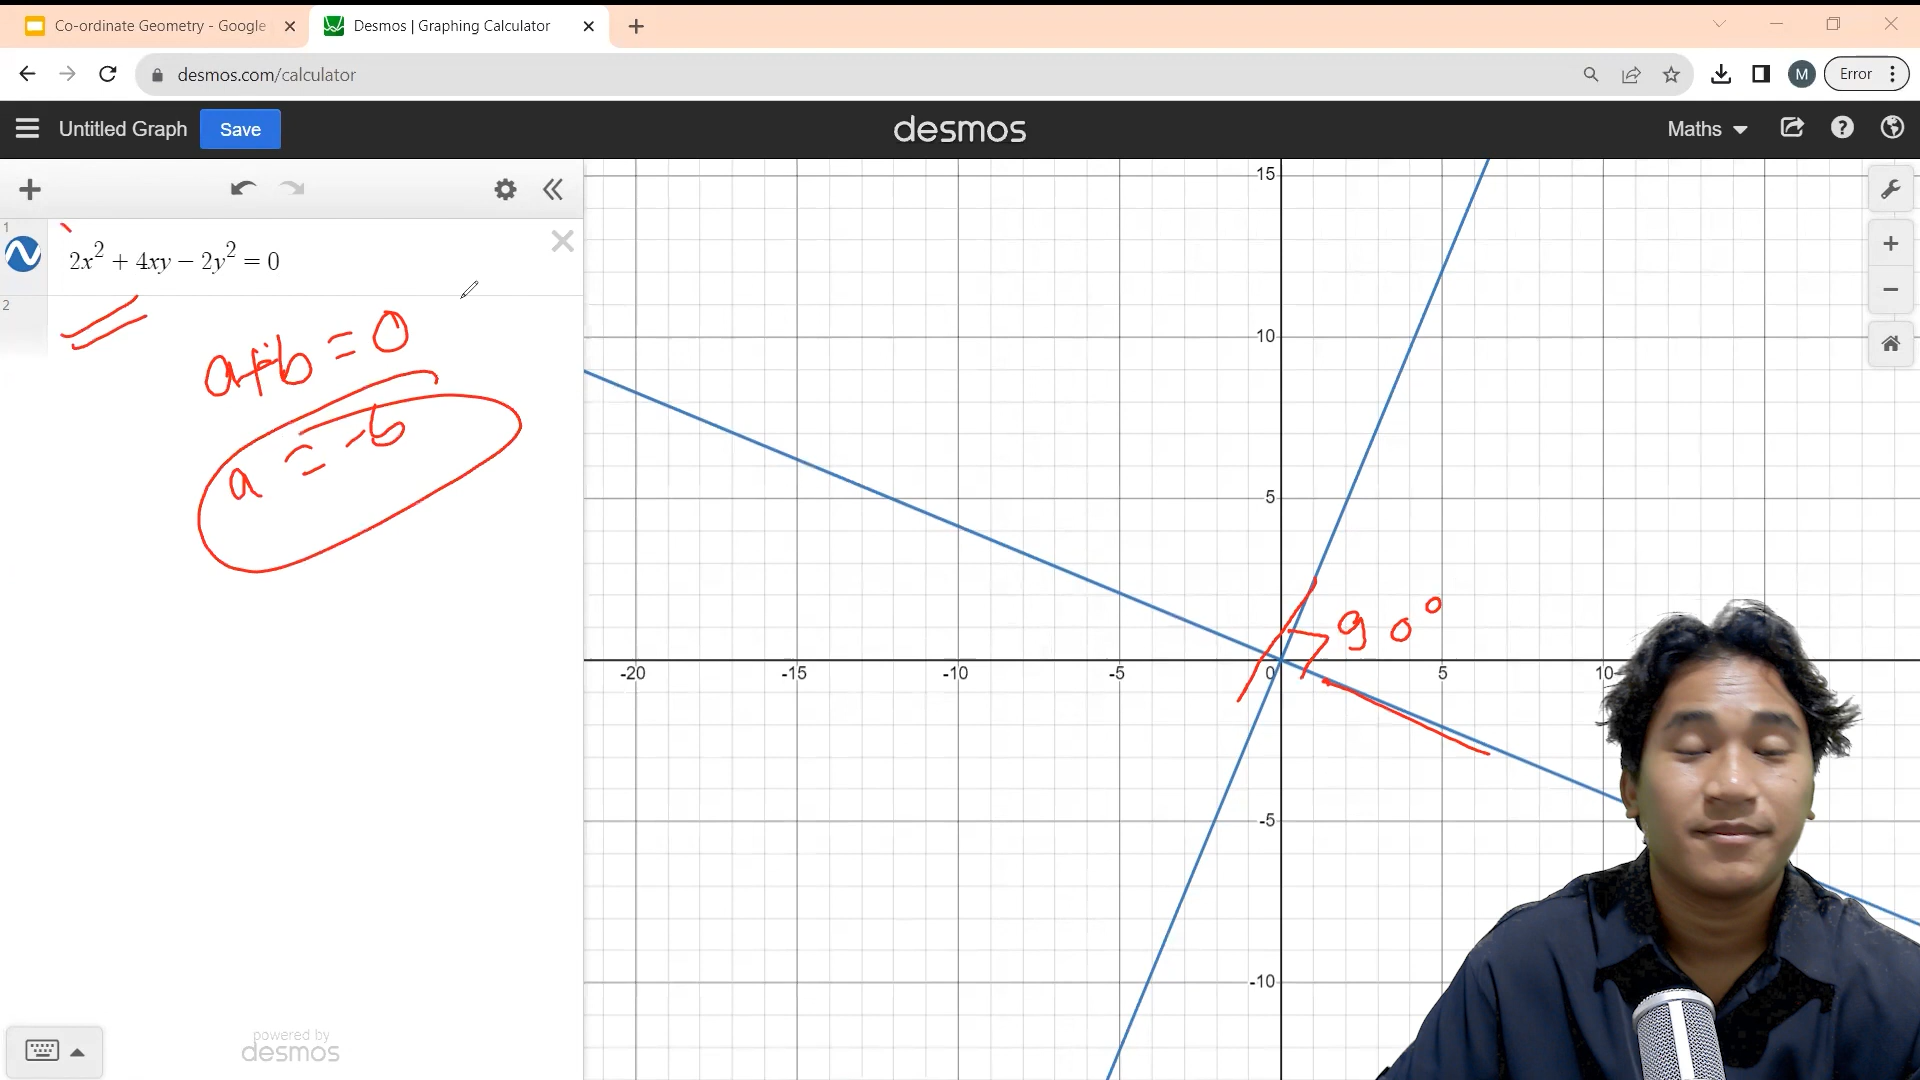 Co-ordinate Geometry - Google
Desmos | Graphing Calculator
desmos.com/calculator
M
Error
Untitled Graph
Save
desmos
Maths
1
2x² + 4xy − 2y² = 0
2
a+b = 0
a = -b
15
10
5
90°
-20
-15
-10
-5
0
5
10
-5
-10
powered by
desmos